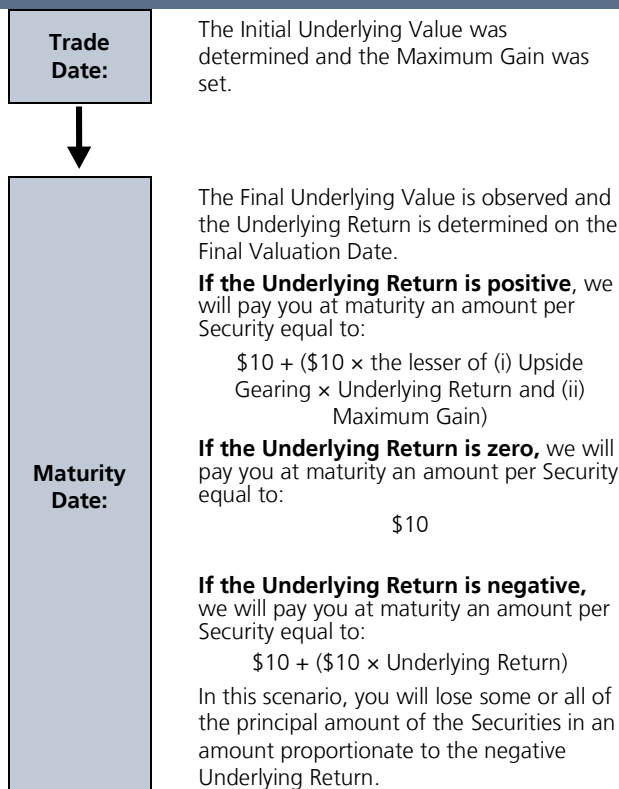 Trade
Date:
The Initial Underlying Value was
determined and the Maximum Gain was
set.
Maturity
Date:
The Final Underlying Value is observed and
the Underlying Return is determined on the
Final Valuation Date.
If the Underlying Return is positive, we
will pay you at maturity an amount per
Security equal to:
$10 + ($10 × the lesser of (i) Upside
Gearing × Underlying Return and (ii)
Maximum Gain)
If the Underlying Return is zero, we will
pay you at maturity an amount per Security
equal to:
$10
If the Underlying Return is negative,
we will pay you at maturity an amount per
Security equal to:
$10 + ($10 × Underlying Return)
In this scenario, you will lose some or all of
the principal amount of the Securities in an
amount proportionate to the negative
Underlying Return.